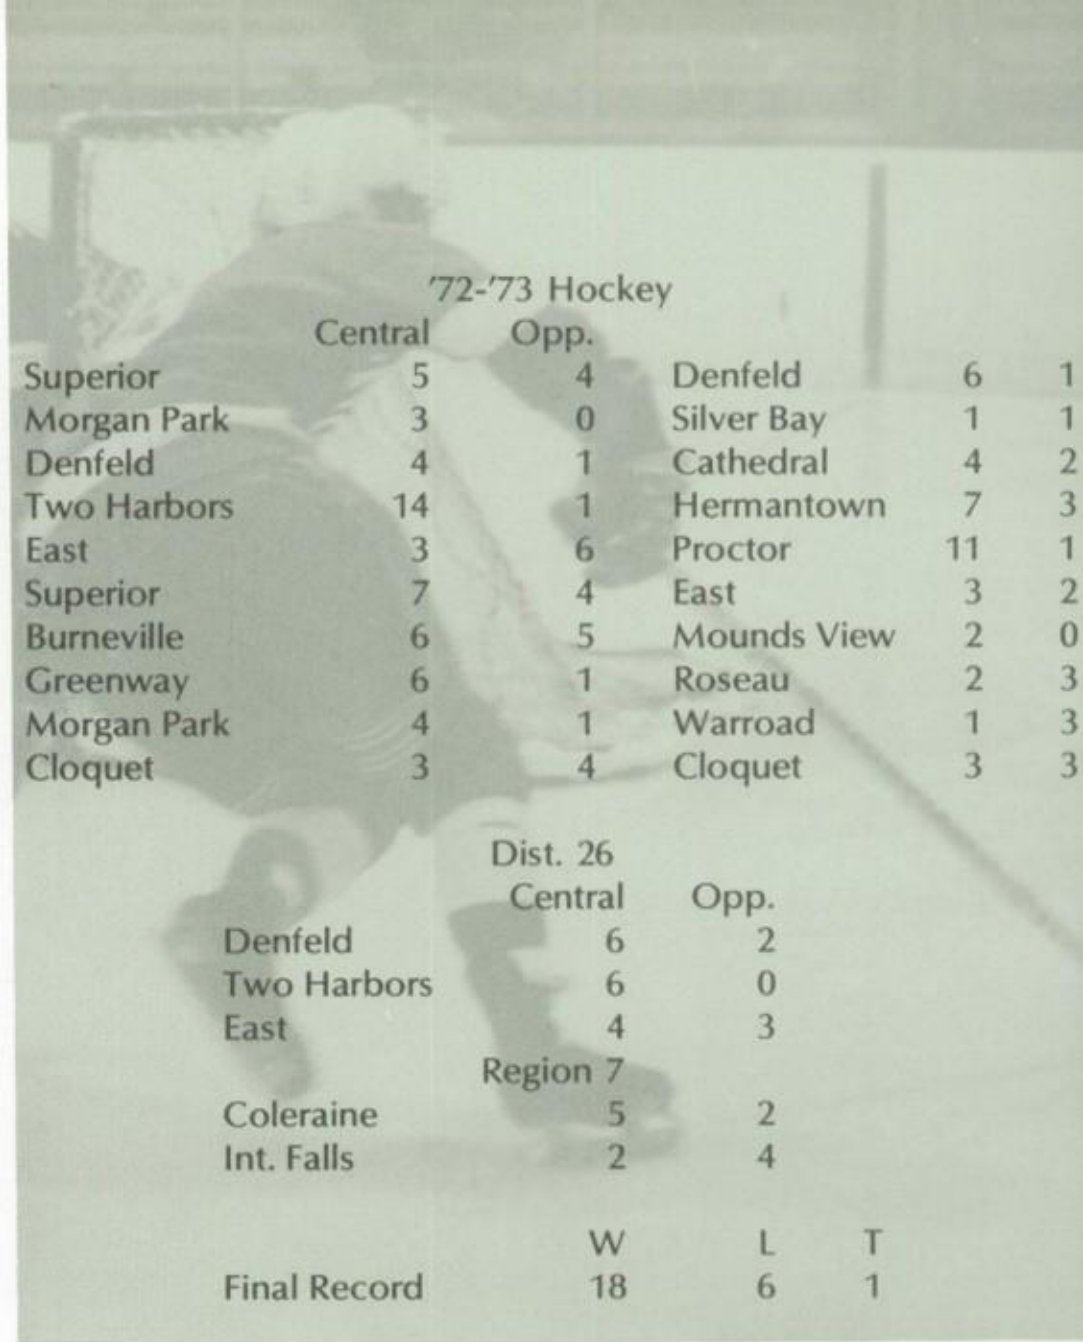 '72-'73 Hockey
Central Opp.
Superior 5 4 Denfeld 6 1
Morgan Park 3 0 Silver Bay 1 1
Denfeld 4 1 Cathedral 4 2
Two Harbors 14 1 Hermantown 7 3
East 3 6 Proctor 11 1
Superior 7 4 East 3 2
Burneville 6 5 Mounds View 2 0
Greenway 6 1 Roseau 2 3
Morgan Park 4 1 Warroad 1 3
Cloquet 3 4 Cloquet 3 3
Dist. 26
Central Opp.
Denfeld 6 2
Two Harbors 6 0
East 4 3
Region 7
Coleraine 5 2
Int. Falls 2 4
W L T
Final Record 18 6 1